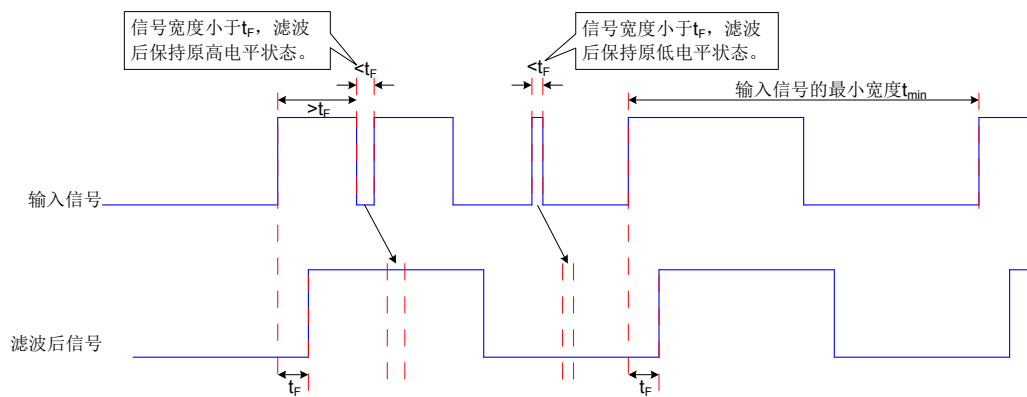 信号宽度小于tF，滤波
后保持原高电平状态。
信号宽度小于tF，滤波
后保持原低电平状态。
<tF
<tF
>tF
输入信号的最小宽度tmin
输入信号
滤波后信号
tF
tF